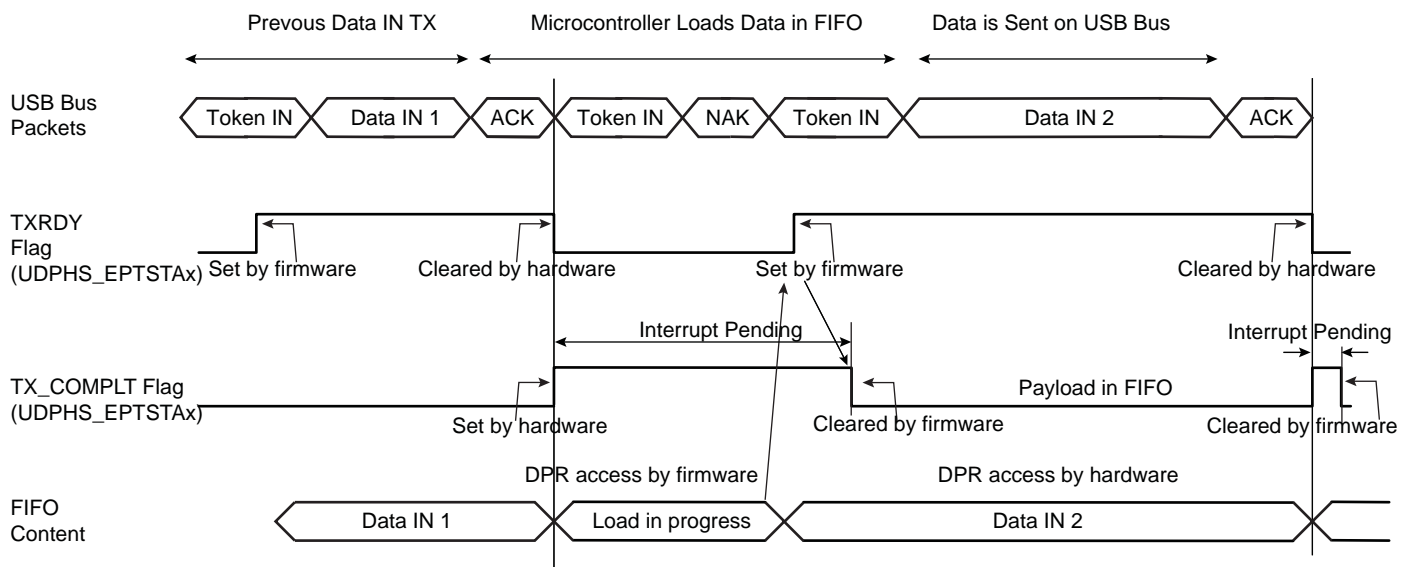 Prevous Data IN TX
Microcontroller Loads Data in FIFO
Data is Sent on USB Bus
USB Bus
Packets
Token IN
Data IN 1
ACK
Token IN
NAK
Token IN
Data IN 2
ACK
TXRDY
Flag
(UDPHS_EPTSTAx)
Set by firmware
Cleared by hardware
Set by firmware
Cleared by hardware
Interrupt Pending
Interrupt Pending
TX_COMPLT Flag
(UDPHS_EPTSTAx)
Payload in FIFO
Set by hardware
Cleared by firmware
Cleared by firmware
DPR access by firmware
DPR access by hardware
FIFO
Content
Data IN 1
Load in progress
Data IN 2